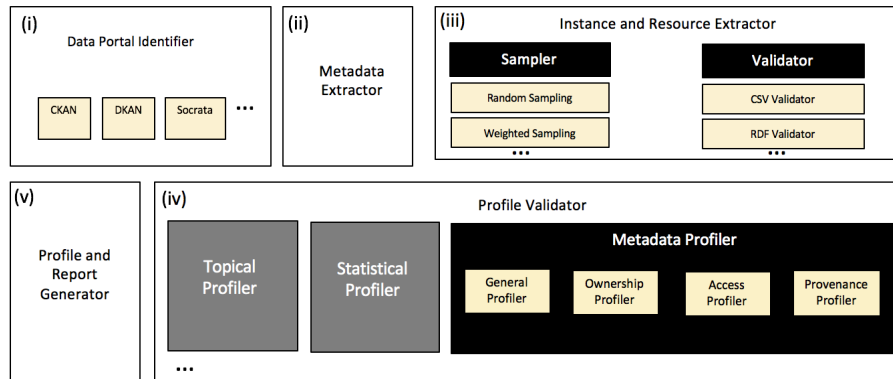 (i)
Data Portal Identifier
CKAN
DKAN
Socrata
...
(ii)
Metadata
Extractor
(iii)
Instance and Resource Extractor
Sampler
Random Sampling
Weighted Sampling
...
Validator
CSV Validator
RDF Validator
...
(v)
Profile and
Report
Generator
(iv)
Profile Validator
Topical
Profiler
...
Statistical
Profiler
Metadata Profiler
General
Profiler
Ownership
Profiler
Access
Profiler
Provenance
Profiler